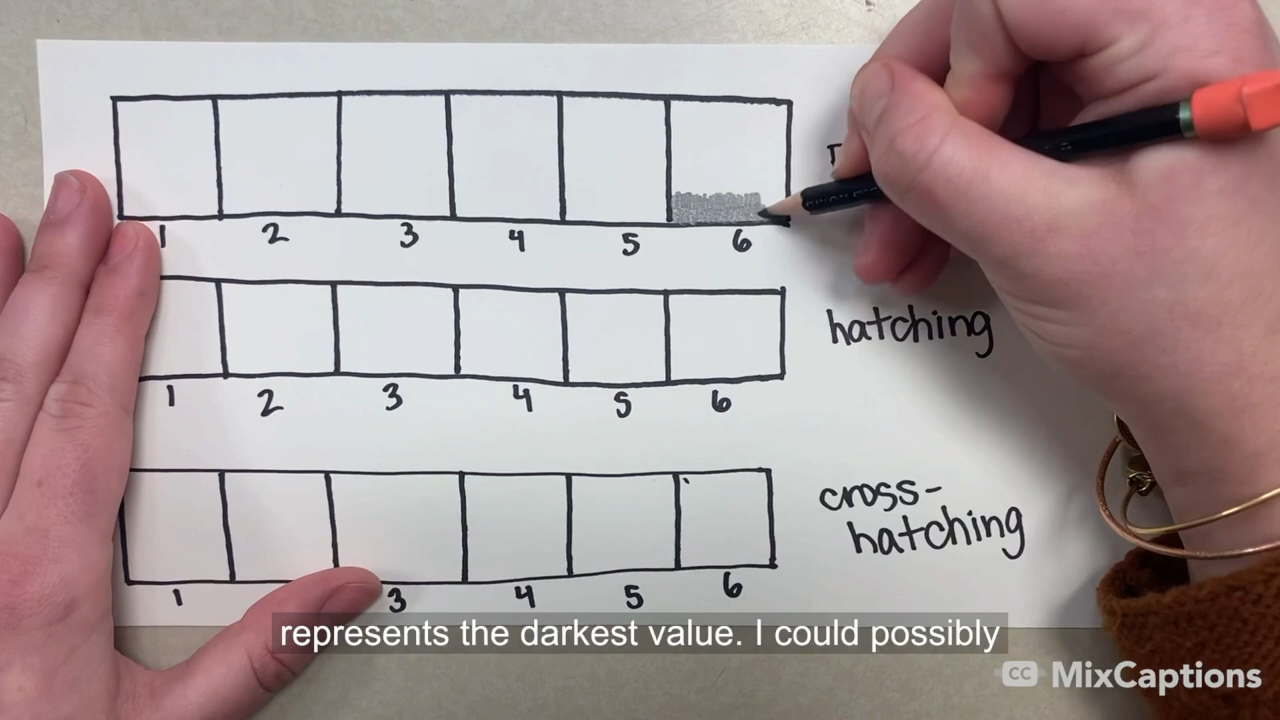 1 2 3 4 5 6
hatching
1 2 3 4 5 6
cross-
hatching
1 3 4 5 6
represents the darkest value. I could possibly
CC MixCaptions